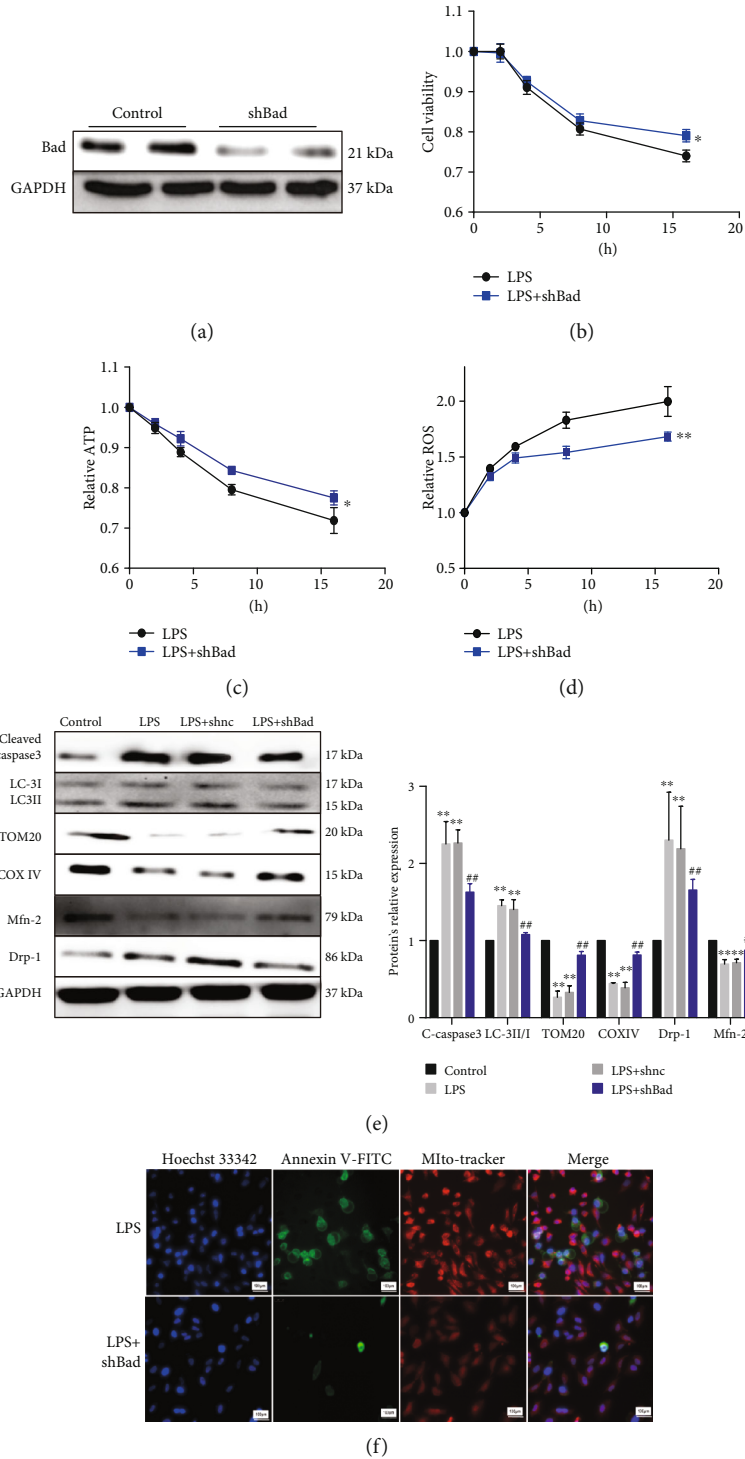 Control shBad
Bad 21 kDa
GAPDH 37 kDa
(a)
1.0
0.9
0.8
0.7
0.6
Cell viability
*
0 5 10 15 20
(h)
LPS
LPS+shBad
(b)
1.1
1.0
0.9
0.8
0.7
0.6
Relative ATP
*
0 5 10 15 20
(h)
LPS
LPS+shBad
(c)
2.0
1.5
1.0
0.5
Relative ROS
**
0 5 10 15 20
(h)
LPS
LPS+shBad
(d)
Control LPS LPS+shnc LPS+shBad
Cleaved
caspase3 17 kDa
LC-3I 17 kDa
LC3II 15 kDa
TOM20 20 kDa
COX IV 15 kDa
Mfn-2 79 kDa
Drp-1 86 kDa
GAPDH 37 kDa
3
2
1
0
Protein's relative expression
** ** ##
** ** ##
** ** ##
** ** ##
** ** ##
** **
C-caspase3 LC-3II/I TOM20 COXIV Drp-1 Mfn-2
Control LPS+shnc
LPS LPS+shBad
(e)
Hoechst 33342 Annexin V-FITC MIto-tracker Merge
LPS
LPS+
shBad
(f)